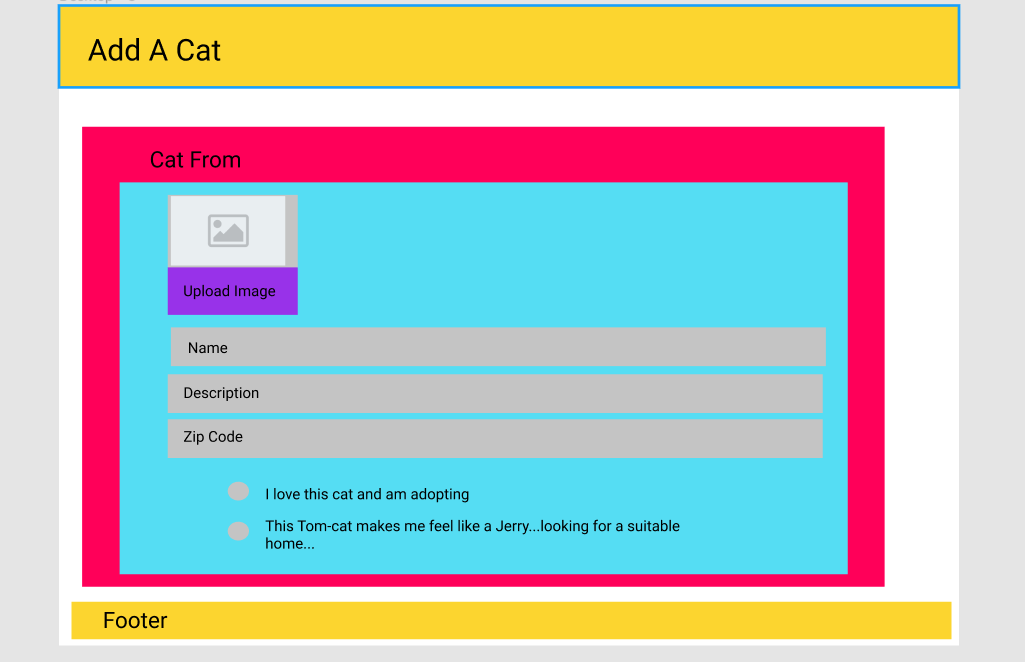 Add A Cat
Cat From
Upload Image
Name
Description
Zip Code
I love this cat and am adopting
This Tom-cat makes me feel like a Jerry...looking for a suitable
home...
Footer